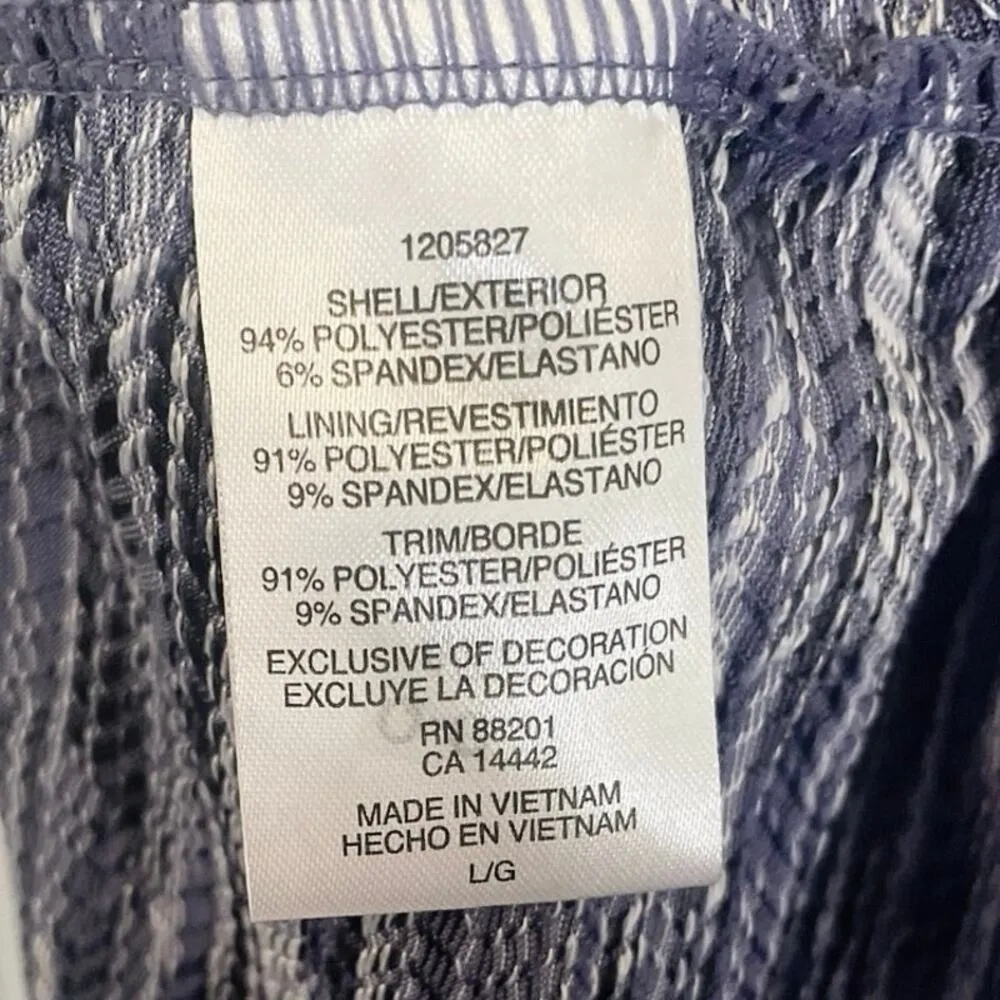 1205827
SHELL/EXTERIOR
94% POLYESTER/POLIÉSTER
6% SPANDEX/ELASTANO
LINING/REVESTIMIENTO
91% POLYESTER/POLIÉSTER
9% SPANDEX/ELASTANO
TRIM/BORDE
91% POLYESTER/POLIÉSTER
9% SPANDEX/ELASTANO
EXCLUSIVE OF DECORATION
EXCLUYE LA DECORACIÓN
RN 88201
CA 14442
MADE IN VIETNAM
HECHO EN VIETNAM
L/G